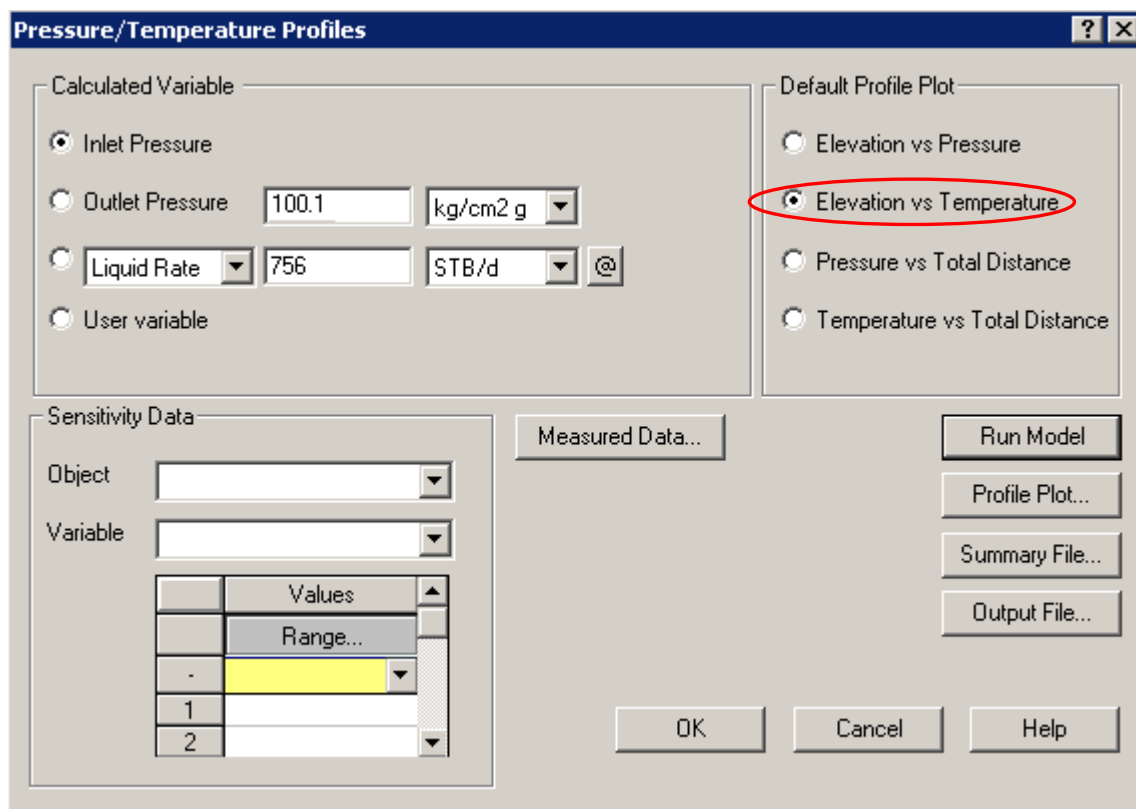 Pressure/Temperature Profiles
Calculated Variable
Inlet Pressure
Outlet Pressure 100.1 kg/cm2 g
Liquid Rate 756 STB/d @
User variable
Default Profile Plot
Elevation vs Pressure
Elevation vs Temperature
Pressure vs Total Distance
Temperature vs Total Distance
Sensitivity Data
Object
Variable
Values
Range...
-
1
2
Measured Data...
Run Model
Profile Plot...
Summary File...
Output File...
OK Cancel Help